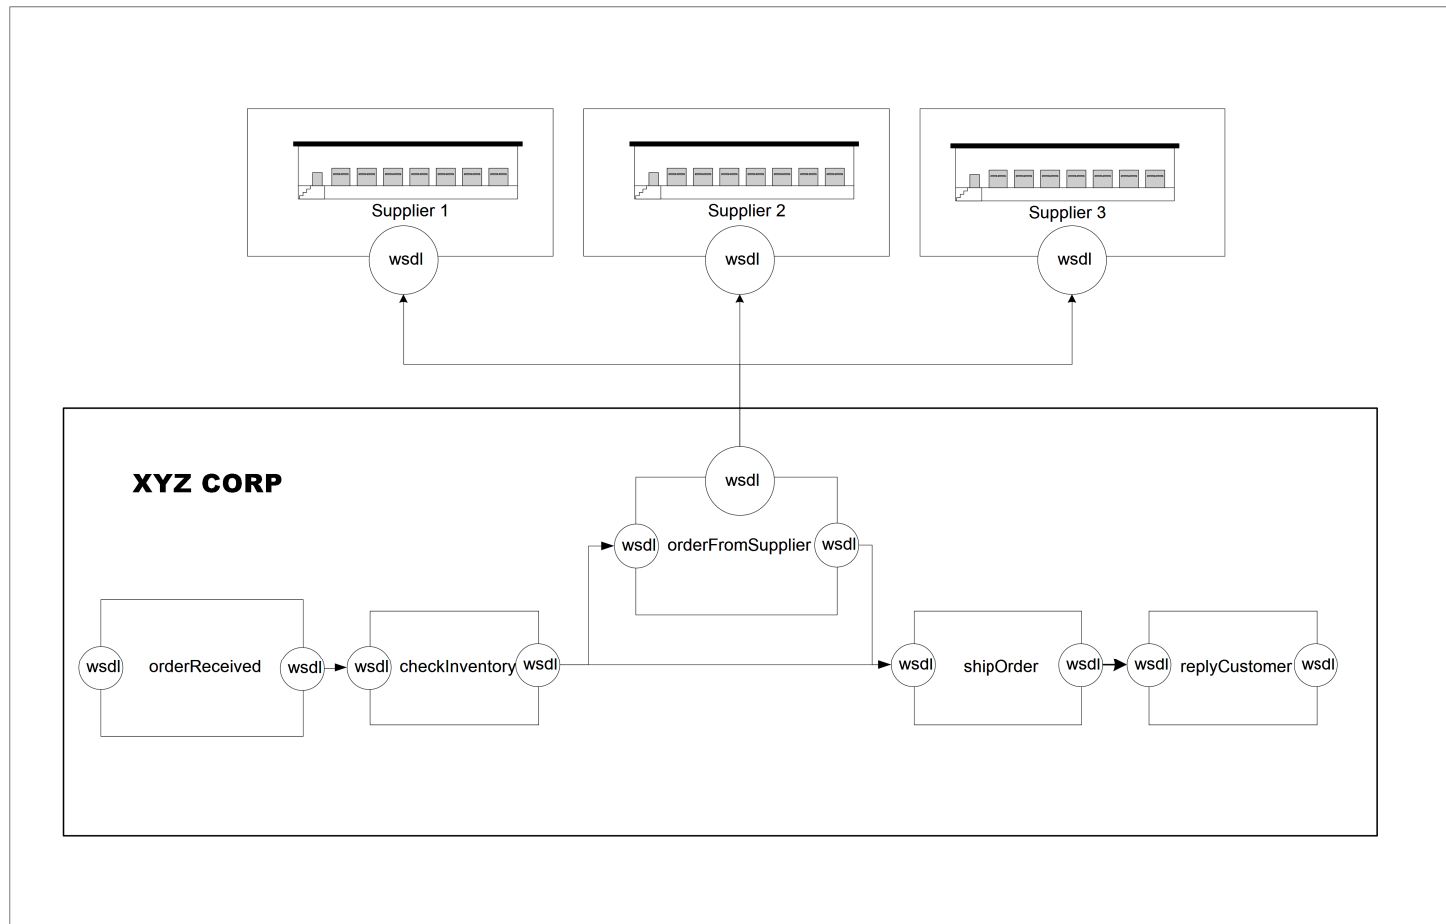 Supplier 1
Supplier 2
Supplier 3
wsdl
wsdl
wsdl
XYZ CORP
wsdl
wsdl
orderFromSupplier
wsdl
wsdl
orderReceived
wsdl
wsdl
checkInventory
wsdl
wsdl
shipOrder
wsdl
wsdl
replyCustomer
wsdl